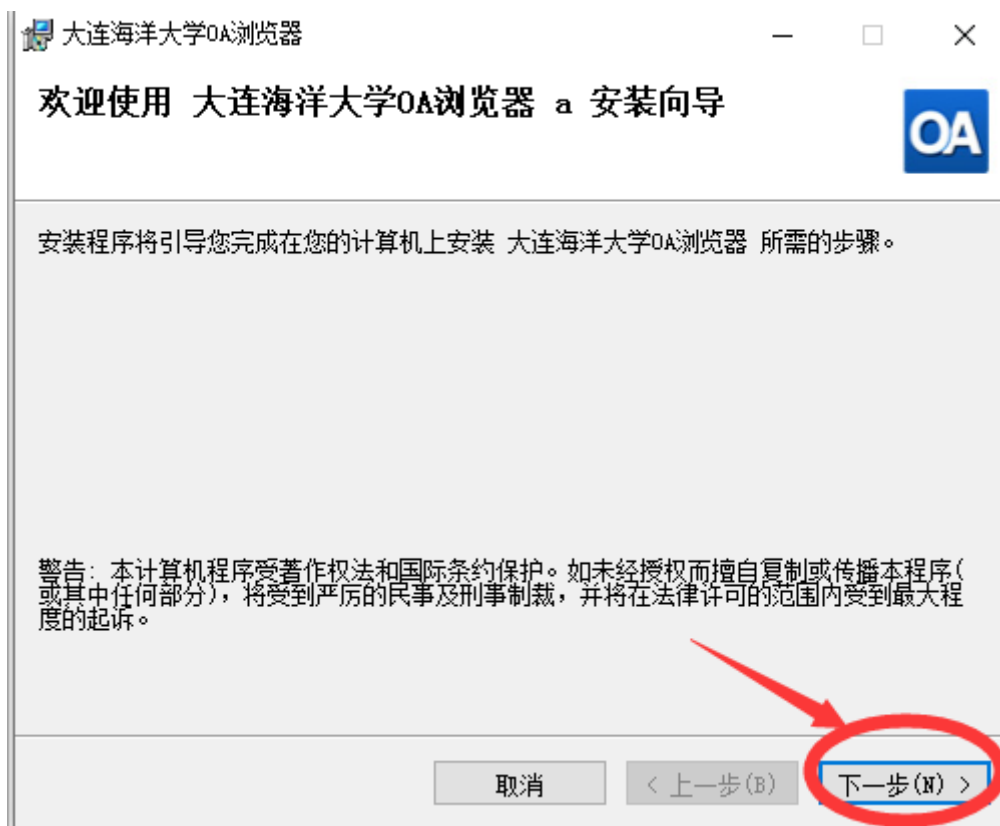 大连海洋大学OA浏览器
欢迎使用 大连海洋大学OA浏览器 a 安装向导
OA
安装程序将引导您完成在您的计算机上安装 大连海洋大学OA浏览器 所需的步骤。
警告: 本计算机程序受著作权法和国际条约保护。如未经授权而擅自复制或传播本程序(
或其中任何部分), 将受到严厉的民事及刑事制裁, 并将在法律许可的范围内受到最大程
度的起诉。
取消 < 上一步(B) 下一步(N) >